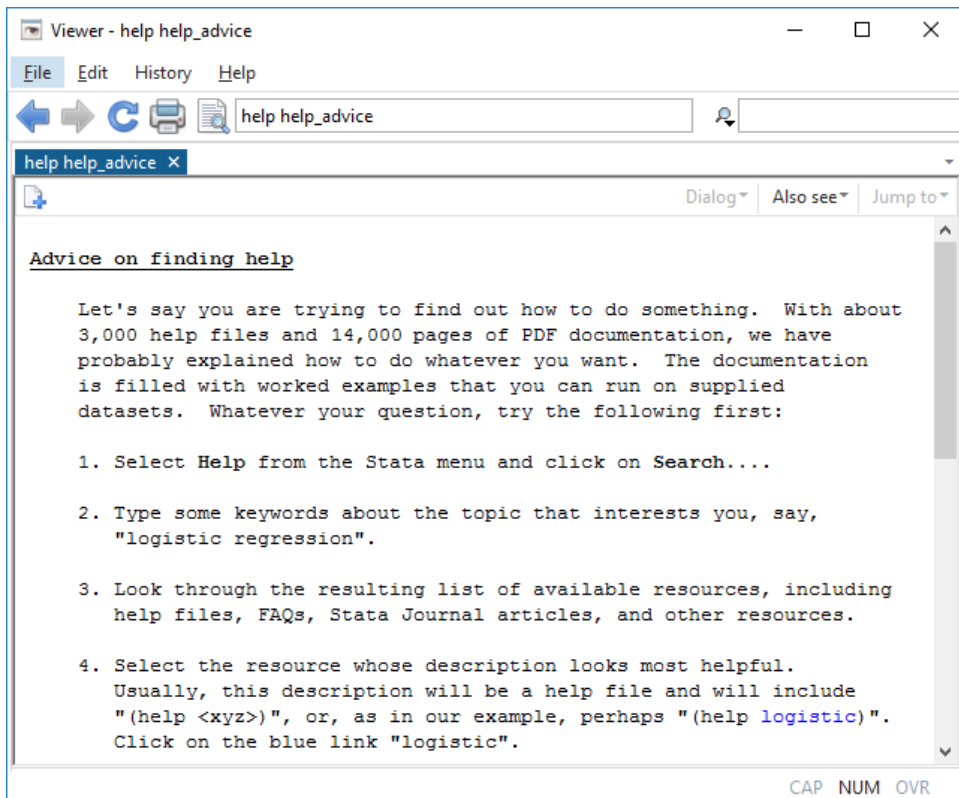 Viewer - help help_advice
File Edit History Help
help help_advice
help help_advice
Dialog Also see Jump to
Advice on finding help
Let's say you are trying to find out how to do something.  With about
3,000 help files and 14,000 pages of PDF documentation, we have
probably explained how to do whatever you want.  The documentation
is filled with worked examples that you can run on supplied
datasets.  Whatever your question, try the following first:
1. Select Help from the Stata menu and click on Search....
2. Type some keywords about the topic that interests you, say,
"logistic regression".
3. Look through the resulting list of available resources, including
help files, FAQs, Stata Journal articles, and other resources.
4. Select the resource whose description looks most helpful.
Usually, this description will be a help file and will include
"(help <xyz>)", or, as in our example, perhaps "(help logistic)".
Click on the blue link "logistic".
CAP NUM OVR